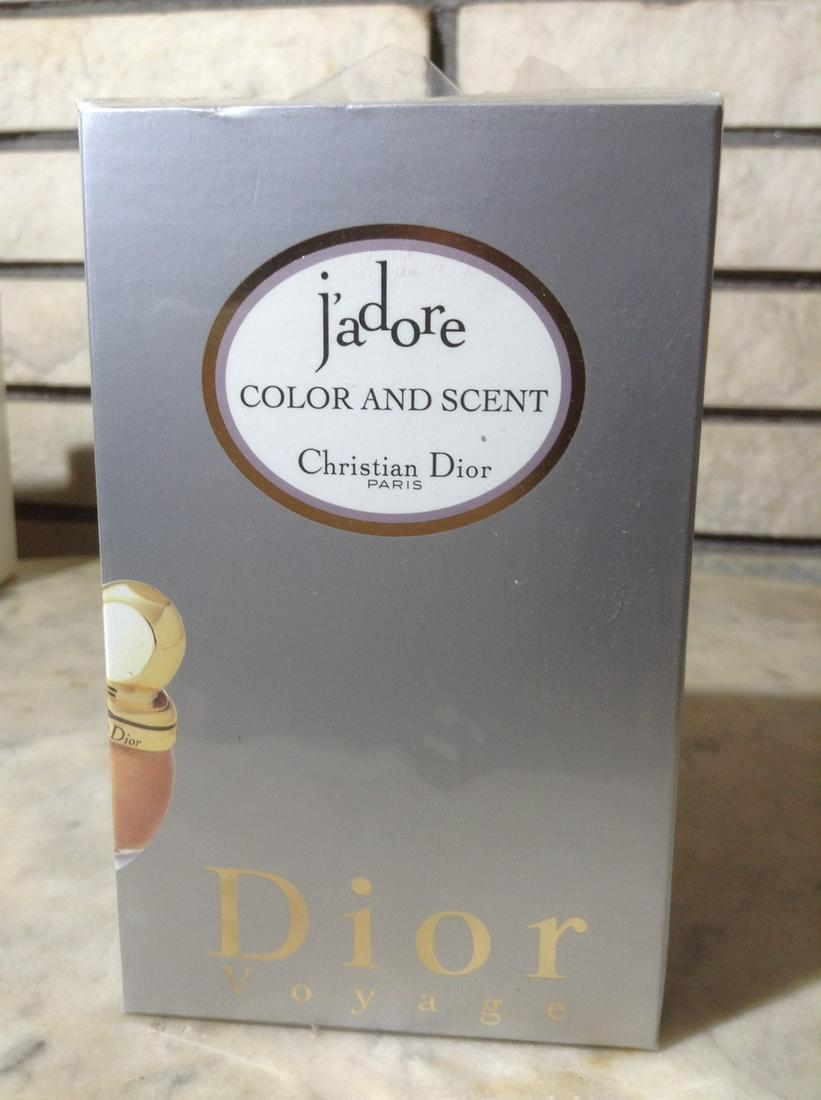 j'adore
COLOR AND SCENT
Christian Dior
PARIS
Dior
Dior
Voyage